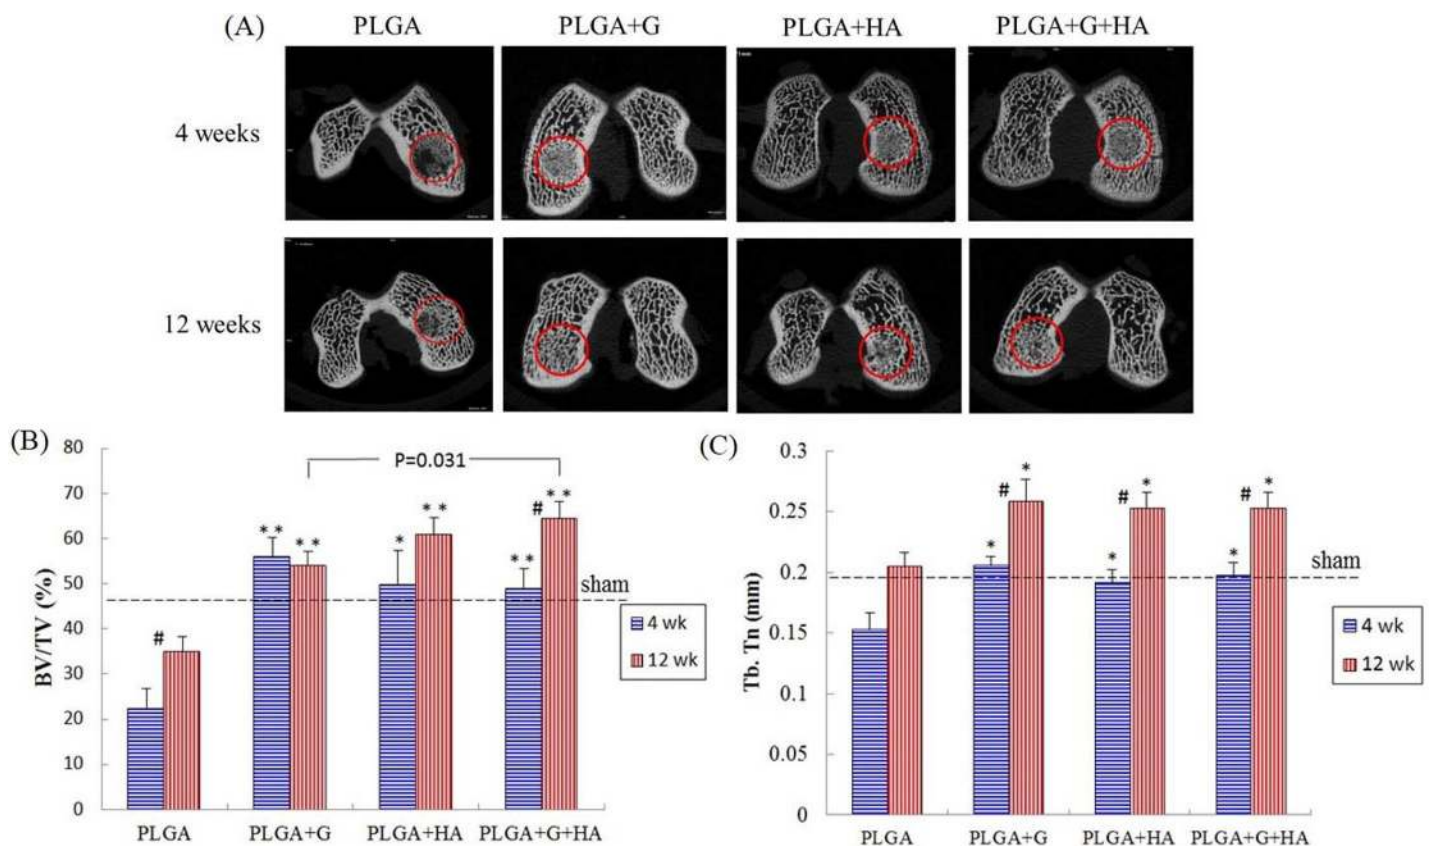 (A) PLGA PLGA+G PLGA+HA PLGA+G+HA
4 weeks
12 weeks
(B)
BV/TV (%)
80
70
60
50
40
30
20
10
0
P=0.031
#
** **
* **
** # **
sham
4 wk
12 wk
PLGA PLGA+G PLGA+HA PLGA+G+HA
(C)
Tb. Tn (mm)
0.3
0.25
0.2
0.15
0.1
0.05
0
* # *
* # *
* # *
sham
4 wk
12 wk
PLGA PLGA+G PLGA+HA PLGA+G+HA